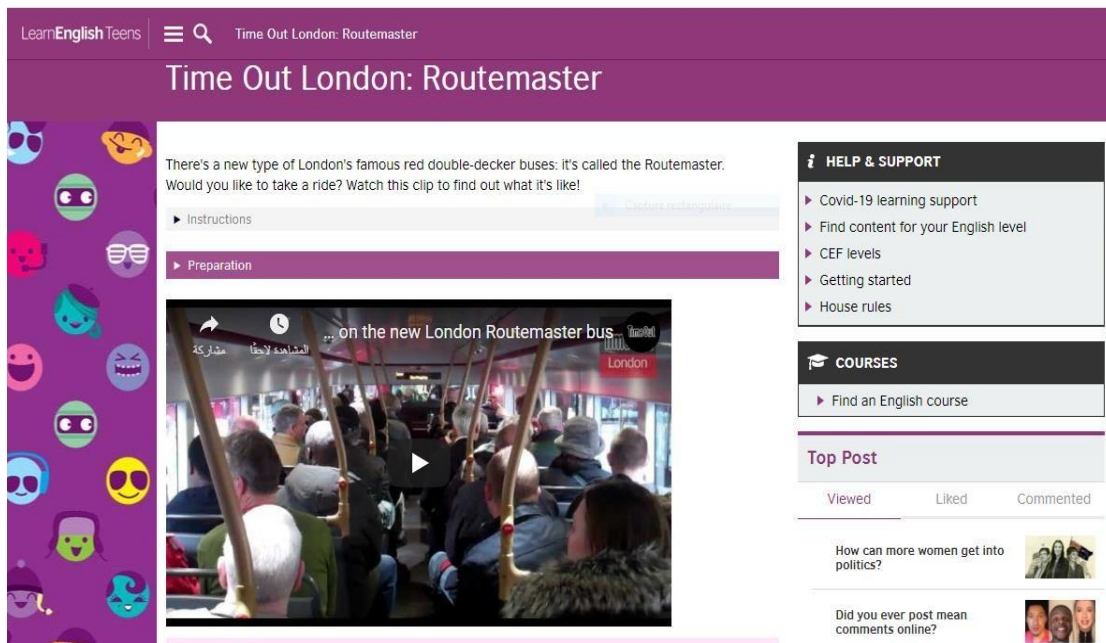 LearnEnglish Teens
Time Out London: Routemaster
Time Out London: Routemaster
There's a new type of London's famous red double-decker buses: it's called the Routemaster.
Would you like to take a ride? Watch this clip to find out what it's like!
Capture rectangulaire
Instructions
Preparation
... on the new London Routemaster bus...
TimeOut
مشاركة
المشاهدة لاحقًا
London
HELP & SUPPORT
Covid-19 learning support
Find content for your English level
CEF levels
Getting started
House rules
COURSES
Find an English course
Top Post
Viewed
Liked
Commented
How can more women get into
politics?
Did you ever post mean
comments online?